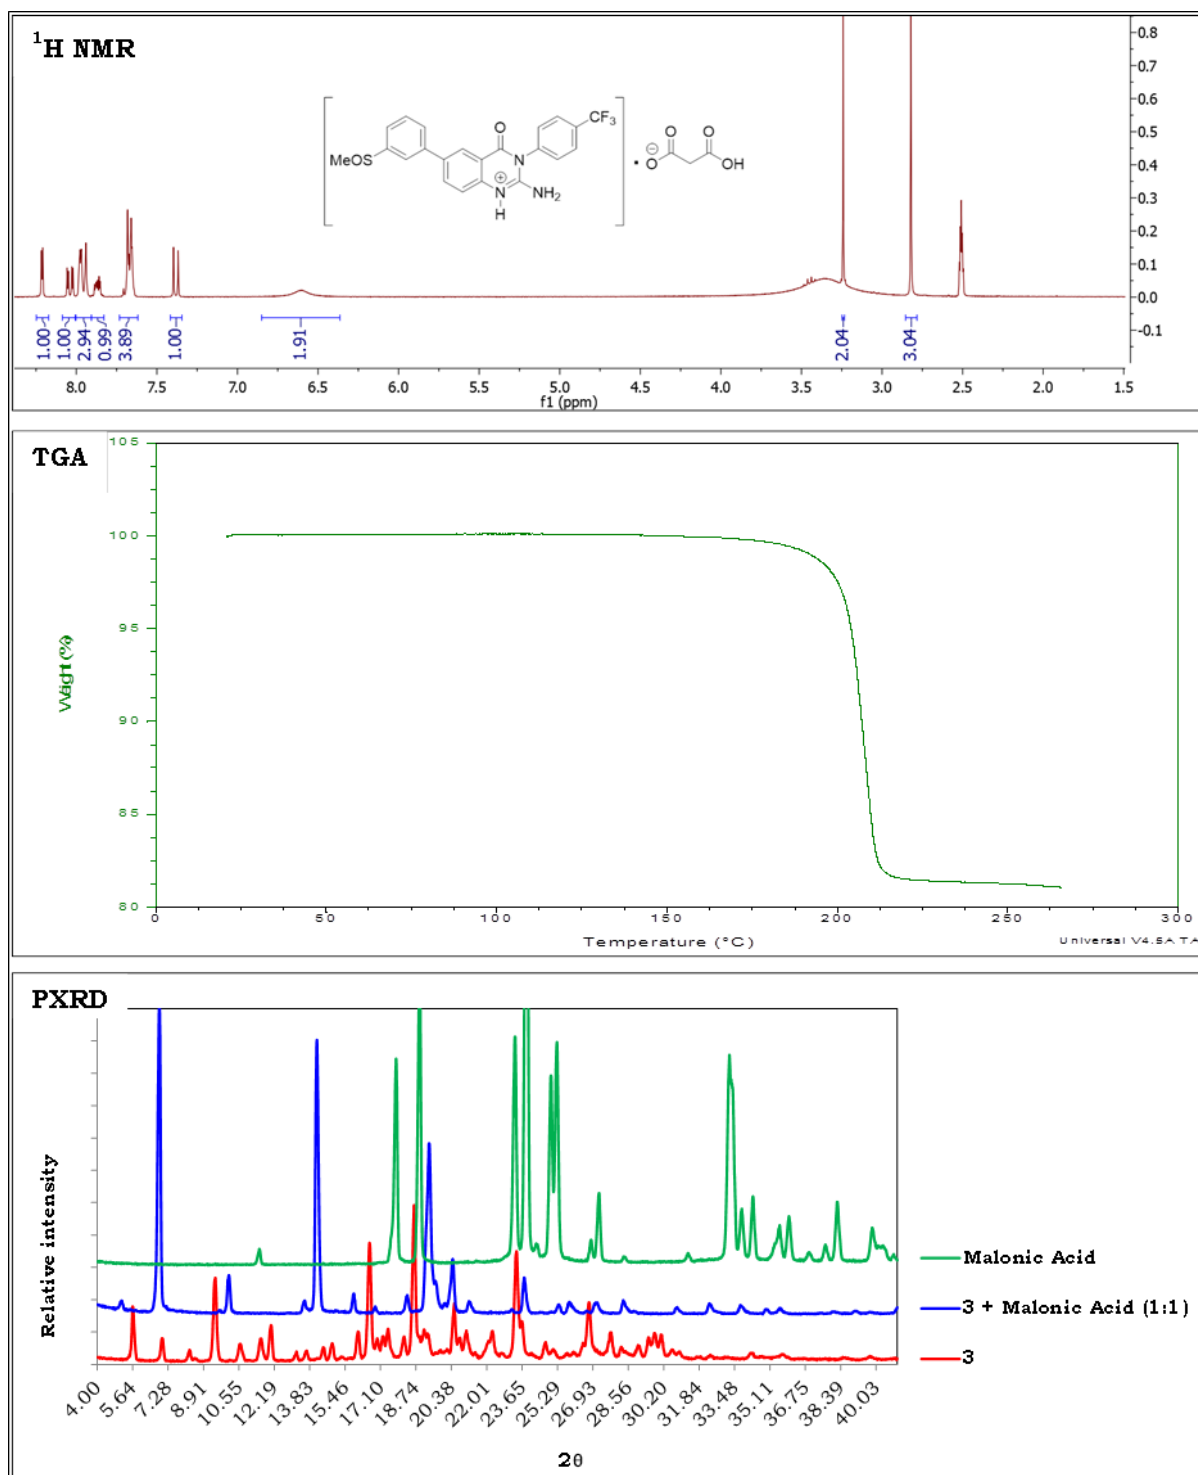 ¹H NMR
0.8
0.7
0.6
0.5
0.4
0.3
0.2
0.1
0.0
-0.1
MeOS
O
N
N
H
NH₂
CF₃
O
O
O
OH
1.00
1.00
2.94
0.99
3.89
1.00
1.91
2.04
3.04
8.0 7.5 7.0 6.5 6.0 5.5 5.0 4.5 4.0 3.5 3.0 2.5 2.0 1.5
f1 (ppm)
TGA
105
100
95
90
85
80
Weight (%)
0 50 100 150 200 250 300
Temperature (°C)
Universal V4.5A TA
PXRD
Relative intensity
Malonic Acid
3 + Malonic Acid (1:1)
3
4.00 5.64 7.28 8.91 10.55 12.19 13.83 15.46 17.10 18.74 20.38 22.01 23.65 25.29 26.93 28.56 30.20 31.84 33.48 35.11 36.75 38.39 40.03
2θ